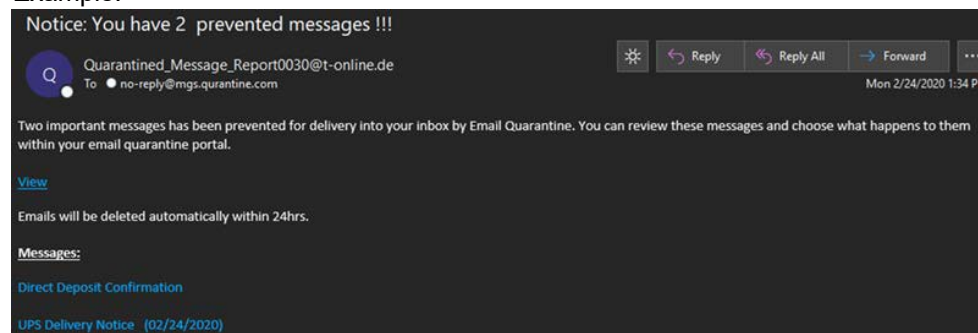 Example:
Notice: You have 2 prevented messages !!!
Q
Quarantined_Message_Report0030@t-online.de
To no-reply@mgs.qurantine.com
Reply
Reply All
Forward
...
Mon 2/24/2020 1:34 P
Two important messages has been prevented for delivery into your inbox by Email Quarantine. You can review these messages and choose what happens to them
within your email quarantine portal.
View
Emails will be deleted automatically within 24hrs.
Messages:
Direct Deposit Confirmation
UPS Delivery Notice (02/24/2020)